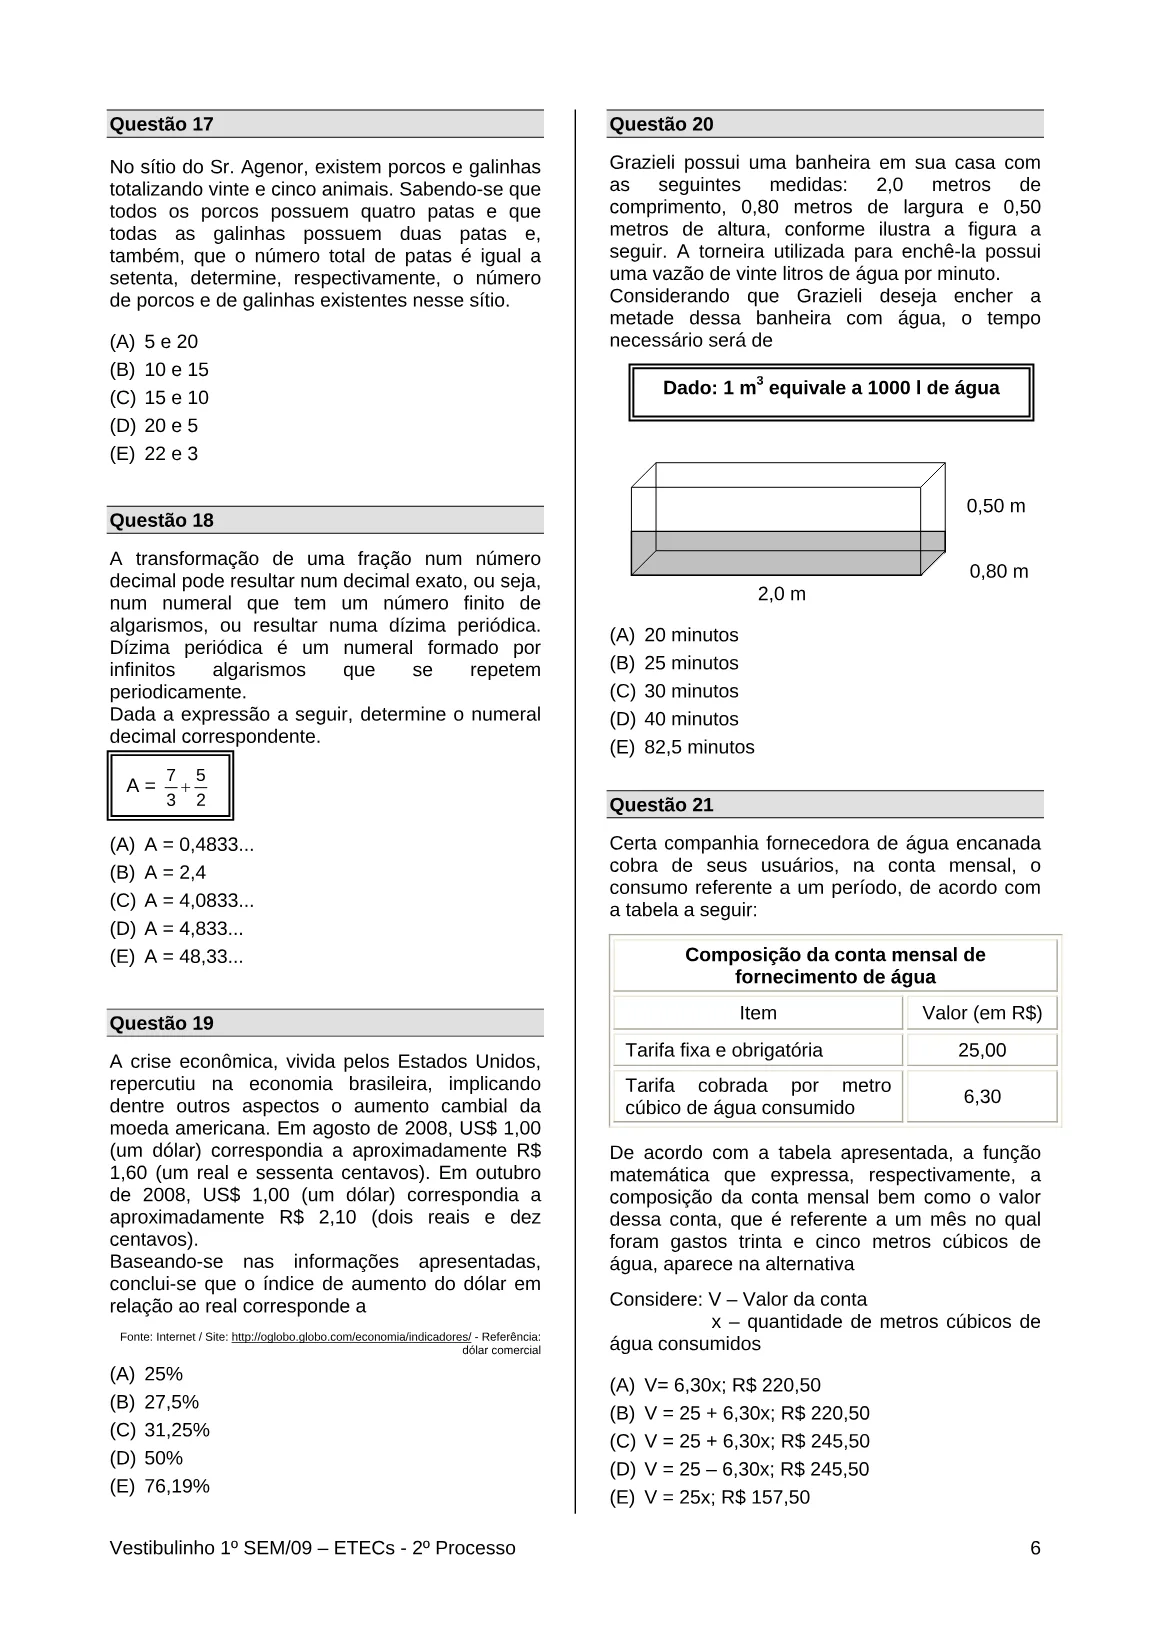 Questão 17
No sítio do Sr. Agenor, existem porcos e galinhas
totalizando vinte e cinco animais. Sabendo-se que
todos os porcos possuem quatro patas e que
todas as galinhas possuem duas patas e,
também, que o número total de patas é igual a
setenta, determine, respectivamente, o número
de porcos e de galinhas existentes nesse sítio.
(A) 5 e 20
(B) 10 e 15
(C) 15 e 10
(D) 20 e 5
(E) 22 e 3
Questão 18
A transformação de uma fração num número
decimal pode resultar num decimal exato, ou seja,
num numeral que tem um número finito de
algarismos, ou resultar numa dízima periódica.
Dízima periódica é um numeral formado por
infinitos algarismos que se repetem
periodicamente.
Dada a expressão a seguir, determine o numeral
decimal correspondente.
A = 7/3 + 5/2
(A) A = 0,4833...
(B) A = 2,4
(C) A = 4,0833...
(D) A = 4,833...
(E) A = 48,33...
Questão 19
A crise econômica, vivida pelos Estados Unidos,
repercutiu na economia brasileira, implicando
dentre outros aspectos o aumento cambial da
moeda americana. Em agosto de 2008, US$ 1,00
(um dólar) correspondia a aproximadamente R$
1,60 (um real e sessenta centavos). Em outubro
de 2008, US$ 1,00 (um dólar) correspondia a
aproximadamente R$ 2,10 (dois reais e dez
centavos).
Baseando-se nas informações apresentadas,
conclui-se que o índice de aumento do dólar em
relação ao real corresponde a
Fonte: Internet / Site: http://oglobo.globo.com/economia/indicadores/ - Referência:
dólar comercial
(A) 25%
(B) 27,5%
(C) 31,25%
(D) 50%
(E) 76,19%
Questão 20
Grazieli possui uma banheira em sua casa com
as seguintes medidas: 2,0 metros de
comprimento, 0,80 metros de largura e 0,50
metros de altura, conforme ilustra a figura a
seguir. A torneira utilizada para enchê-la possui
uma vazão de vinte litros de água por minuto.
Considerando que Grazieli deseja encher a
metade dessa banheira com água, o tempo
necessário será de
Dado: 1 m³ equivale a 1000 l de água
0,50 m
0,80 m
2,0 m
(A) 20 minutos
(B) 25 minutos
(C) 30 minutos
(D) 40 minutos
(E) 82,5 minutos
Questão 21
Certa companhia fornecedora de água encanada
cobra de seus usuários, na conta mensal, o
consumo referente a um período, de acordo com
a tabela a seguir:
Composição da conta mensal de
fornecimento de água
Item Valor (em R$)
Tarifa fixa e obrigatória 25,00
Tarifa cobrada por metro
cúbico de água consumido 6,30
De acordo com a tabela apresentada, a função
matemática que expressa, respectivamente, a
composição da conta mensal bem como o valor
dessa conta, que é referente a um mês no qual
foram gastos trinta e cinco metros cúbicos de
água, aparece na alternativa
Considere: V – Valor da conta
x – quantidade de metros cúbicos de
água consumidos
(A) V= 6,30x; R$ 220,50
(B) V = 25 + 6,30x; R$ 220,50
(C) V = 25 + 6,30x; R$ 245,50
(D) V = 25 – 6,30x; R$ 245,50
(E) V = 25x; R$ 157,50
Vestibulinho 1º SEM/09 – ETECs - 2º Processo 6